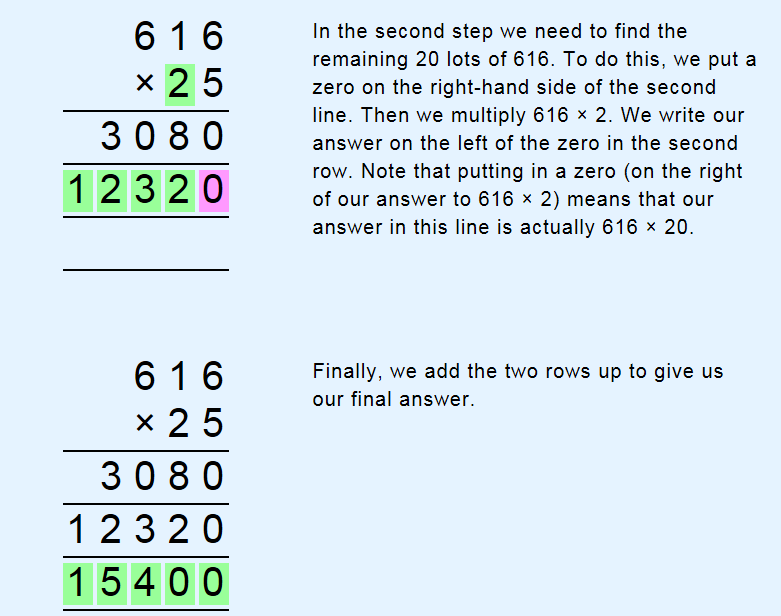 616
×25
3080
12320
In the second step we need to find the
remaining 20 lots of 616. To do this, we put a
zero on the right-hand side of the second
line. Then we multiply 616 × 2. We write our
answer on the left of the zero in the second
row. Note that putting in a zero (on the right
of our answer to 616 × 2) means that our
answer in this line is actually 616 × 20.
616
×25
3080
12320
15400
Finally, we add the two rows up to give us
our final answer.